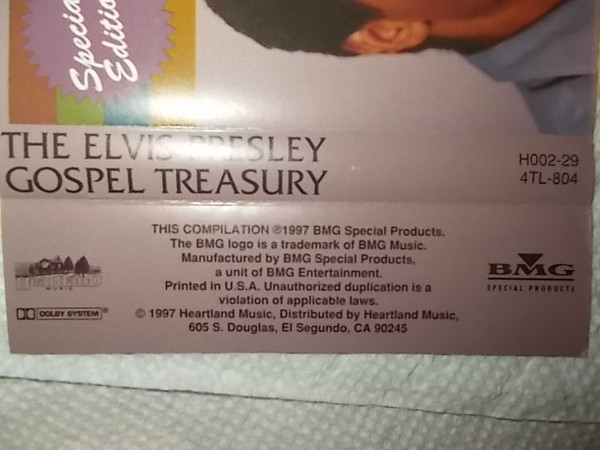 Special
Edition
THE ELVIS PRESLEY
GOSPEL TREASURY
H002-29
4TL-804
THIS COMPILATION ℗1997 BMG Special Products.
The BMG logo is a trademark of BMG Music.
Manufactured by BMG Special Products,
a unit of BMG Entertainment.
Printed in U.S.A. Unauthorized duplication is a
violation of applicable laws.
© 1997 Heartland Music, Distributed by Heartland Music,
605 S. Douglas, El Segundo, CA 90245
Heartland
MUSIC
DOLBY SYSTEM®
BMG
SPECIAL PRODUCTS